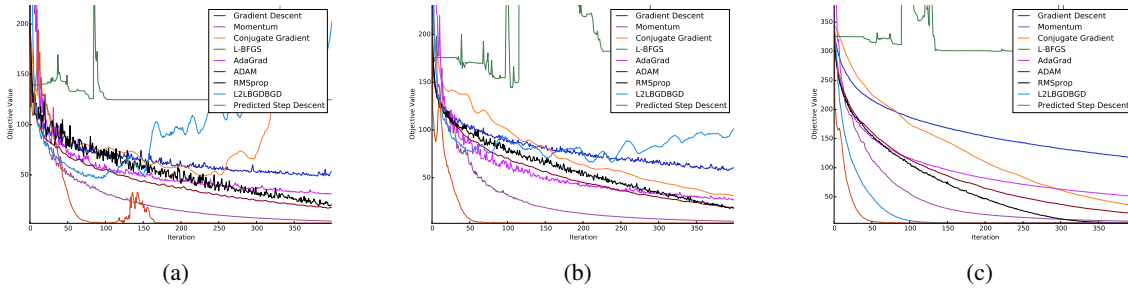 200
150
100
50
Objective Value
0 50 100 150 200 250 300 350
Iteration
Gradient Descent
Momentum
Conjugate Gradient
L-BFGS
AdaGrad
ADAM
RMSprop
L2LBGDBGD
Predicted Step Descent
(a)
200
150
100
50
Objective Value
0 50 100 150 200 250 300 350
Iteration
Gradient Descent
Momentum
Conjugate Gradient
L-BFGS
AdaGrad
ADAM
RMSprop
L2LBGDBGD
Predicted Step Descent
(b)
350
300
250
200
150
100
50
Objective Value
0 50 100 150 200 250 300 350
Iteration
Gradient Descent
Momentum
Conjugate Gradient
L-BFGS
AdaGrad
ADAM
RMSprop
L2LBGDBGD
Predicted Step Descent
(c)